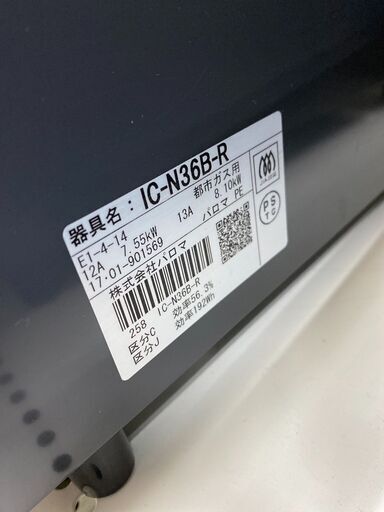 器具名：IC-N36B-R
E1-4-14 都市ガス用
12A 7.55kW 13A 8.10kW
17.01-901569 パロマ PE
株式会社パロマ
258 IC-N36B-R
区分C 効率56.3%
区分J 効率192Wh
PS
TG